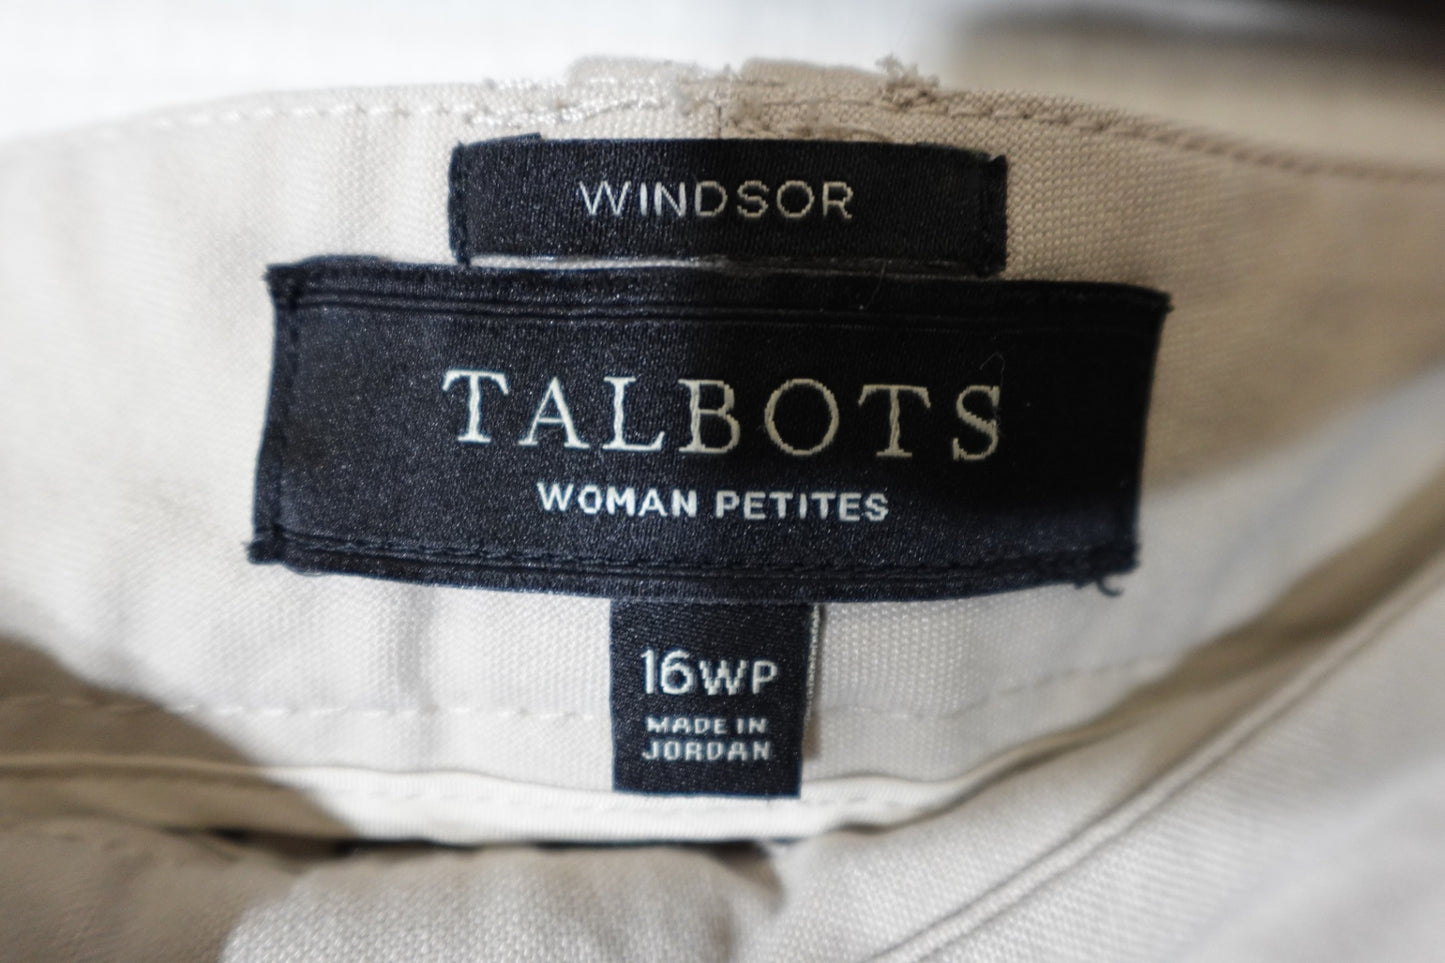 WINDSOR
TALBOTS
WOMAN PETITES
16WP
MADE IN
JORDAN